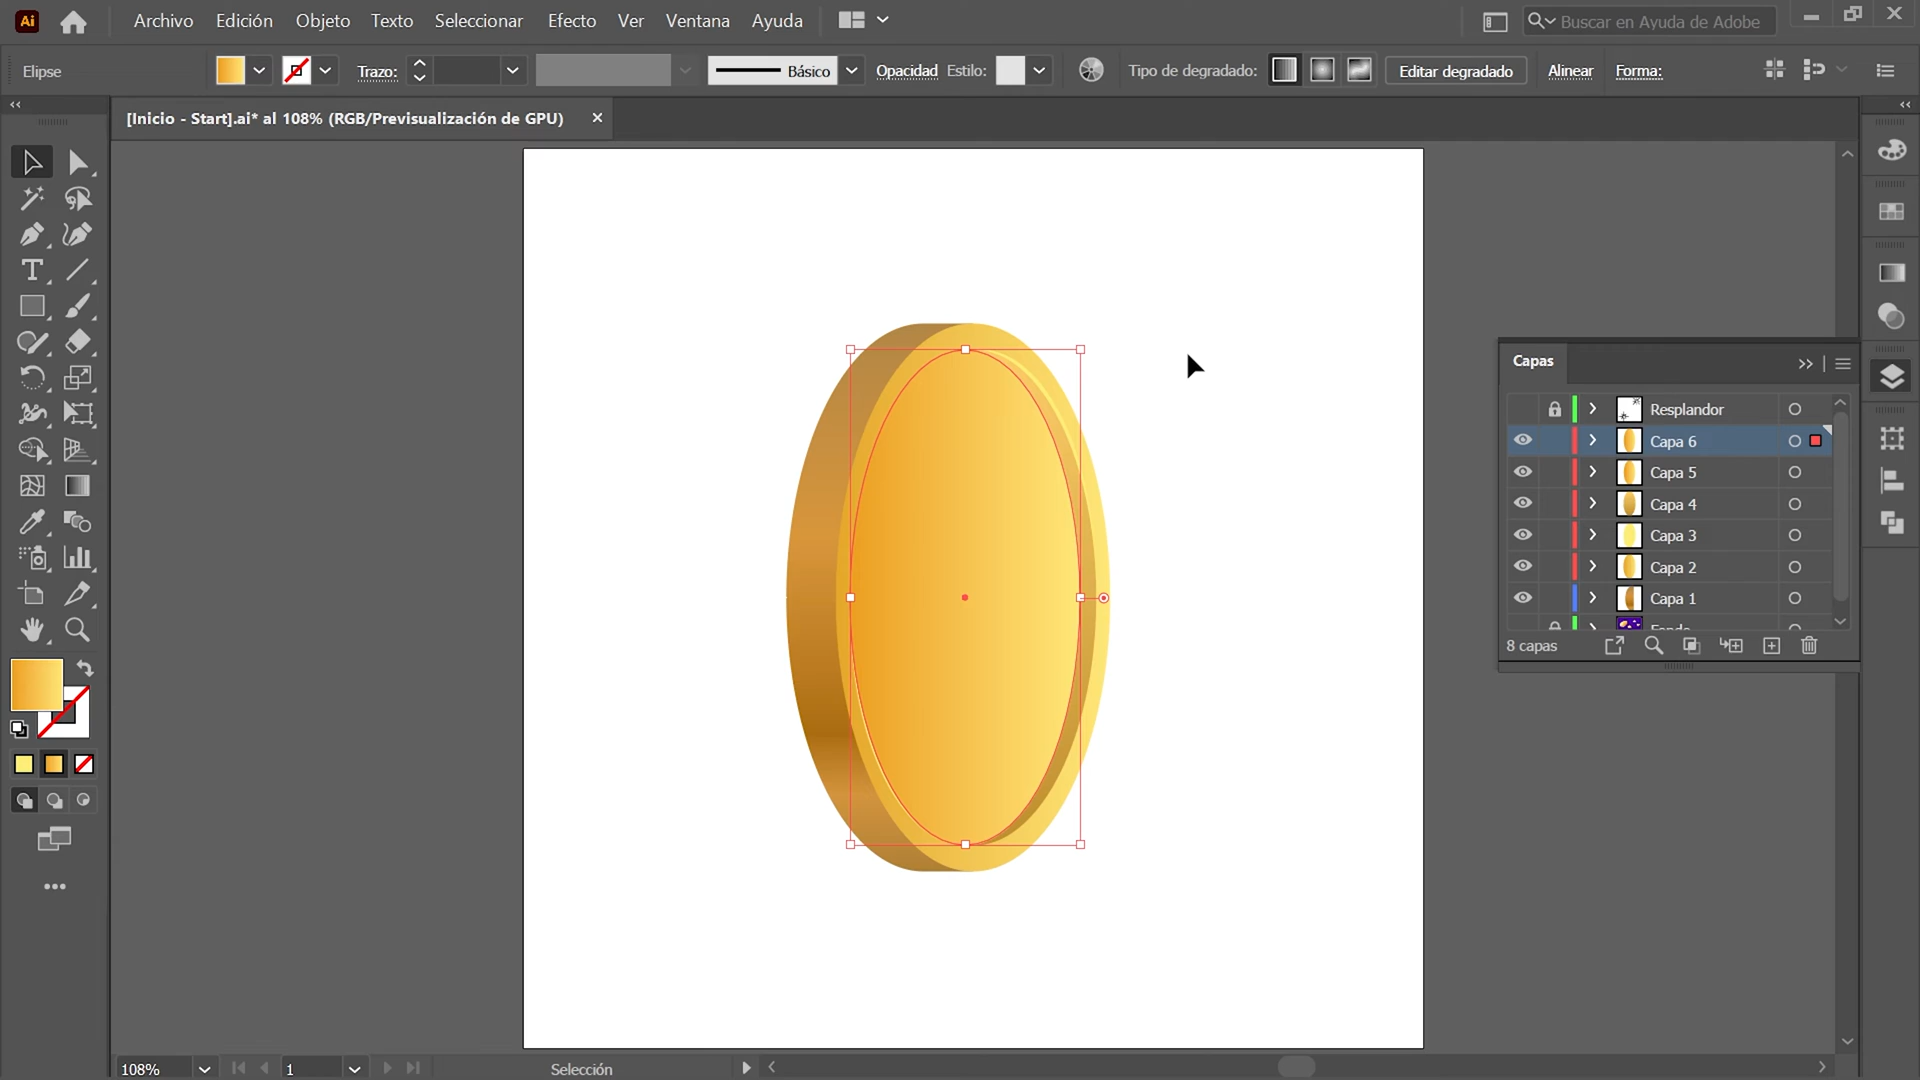 Ai Archivo Edición Objeto Texto Seleccionar Efecto Ver Ventana Ayuda Buscar en Ayuda de Adobe
Elipse Trazo: Básico Opacidad Estilo: Tipo de degradado: Editar degradado Alinear Forma:
[Inicio - Start].ai* al 108% (RGB/Previsualización de GPU)
Capas
Resplandor
Capa 6
Capa 5
Capa 4
Capa 3
Capa 2
Capa 1
Fondo
8 capas
108% 1 Selección